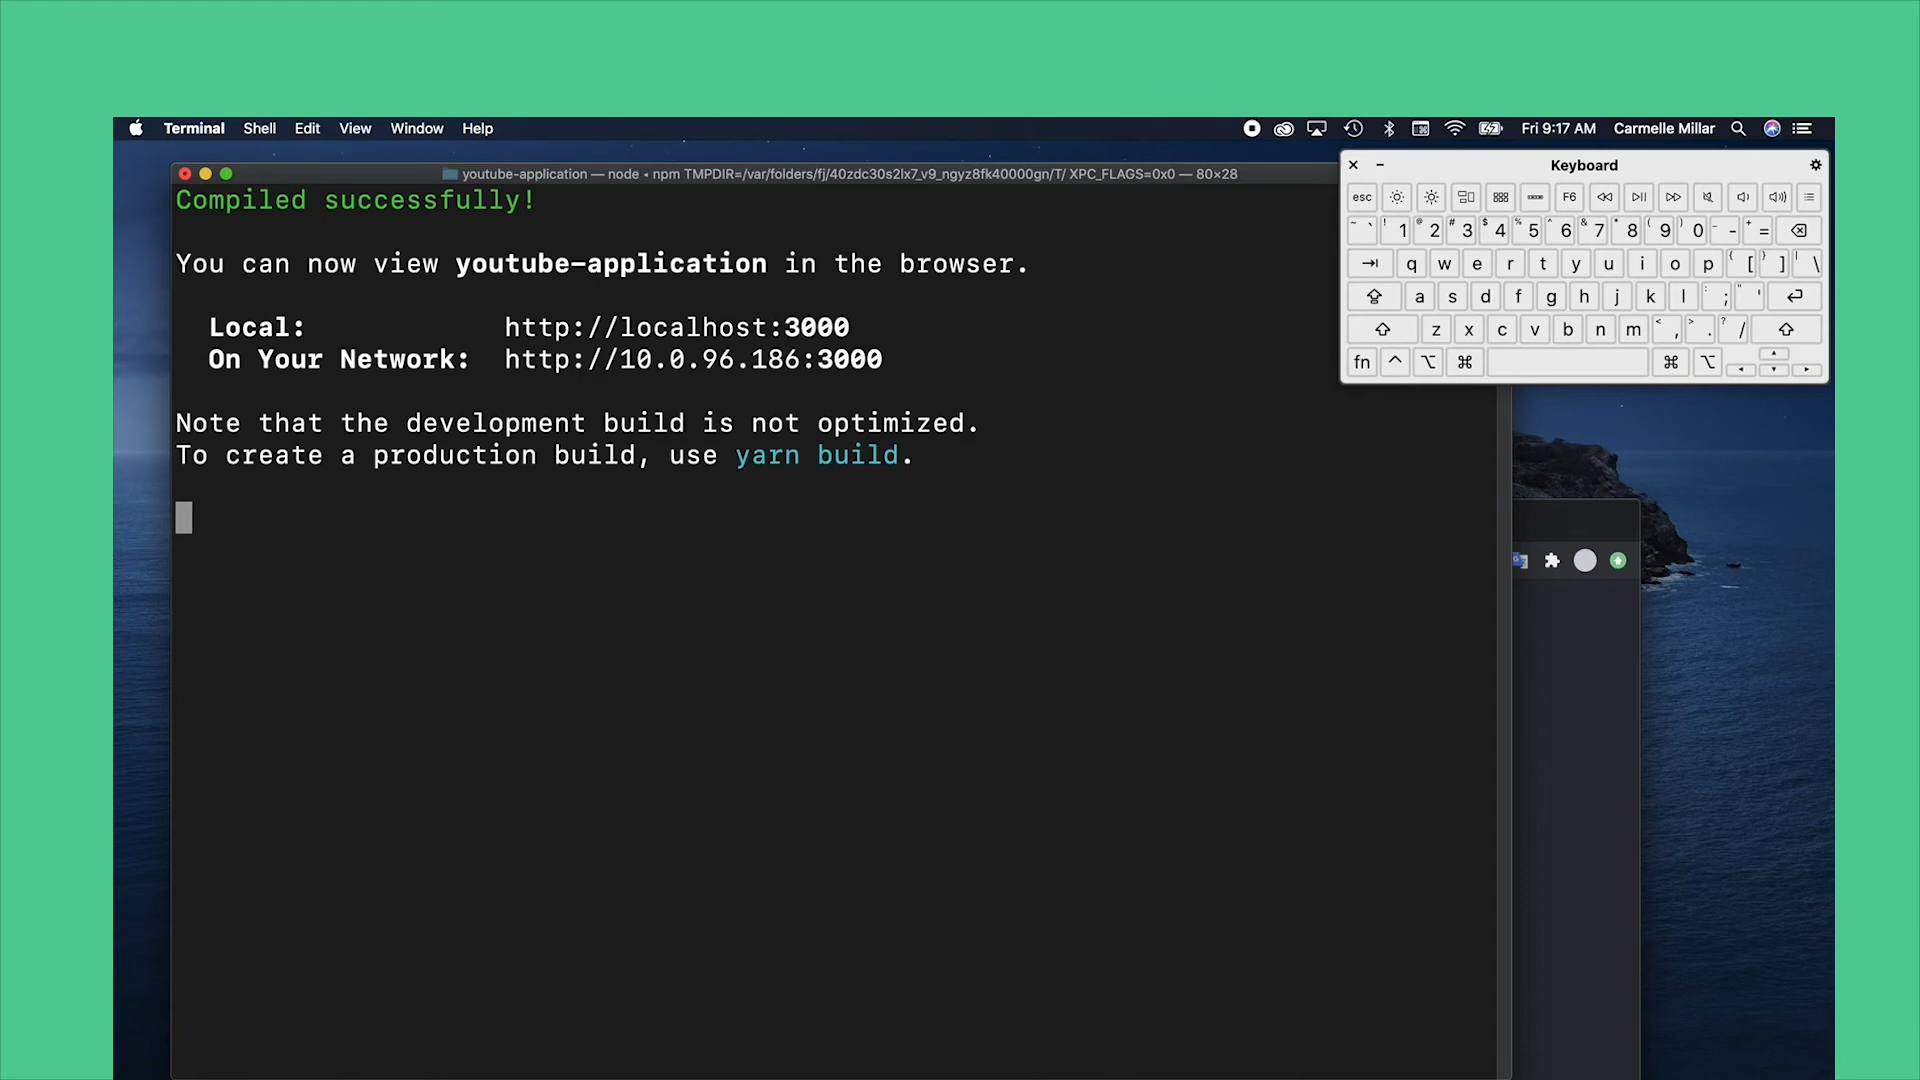 Terminal Shell Edit View Window Help Fri 9:17 AM Carmelle Millar
youtube-application — node ◂ npm TMPDIR=/var/folders/fj/40zdc30s2lx7_v9_ngyz8fk40000gn/T/ XPC_FLAGS=0x0 — 80×28
Compiled successfully!
You can now view youtube-application in the browser.
Local: http://localhost:3000
On Your Network: http://10.0.96.186:3000
Note that the development build is not optimized.
To create a production build, use yarn build.
Keyboard
esc F6
~ ` ! 1 @ 2 # 3 $ 4 % 5 ^ 6 & 7 * 8 ( 9 ) 0 _ - + =
q w e r t y u i o p { [ } ] | \
a s d f g h j k l : ; " '
z x c v b n m < , > . ? /
fn ^ ⌥ ⌘ ⌘ ⌥